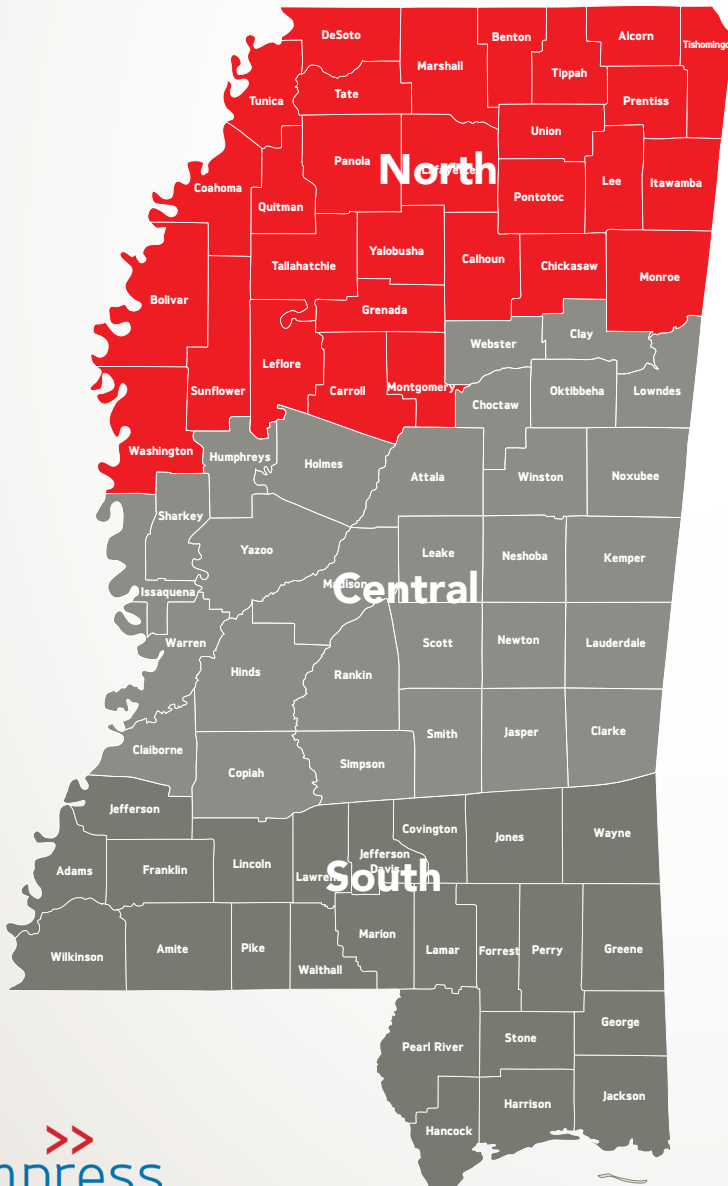 DeSoto
Benton
Alcorn
Tishomingo
Marshall
Tippah
Tunica
Tate
Prentiss
Union
Panola
Lafayette
North
Coahoma
Quitman
Pontotoc
Lee
Itawamba
Tallahatchie
Yalobusha
Calhoun
Chickasaw
Monroe
Bolivar
Grenada
Webster
Clay
Leflore
Sunflower
Carroll
Montgomery
Choctaw
Oktibbeha
Lowndes
Washington
Humphreys
Holmes
Attala
Winston
Noxubee
Sharkey
Yazoo
Leake
Neshoba
Kemper
Issaquena
Madison
Central
Warren
Hinds
Rankin
Scott
Newton
Lauderdale
Claiborne
Copiah
Simpson
Smith
Jasper
Clarke
Jefferson
Covington
Jones
Wayne
Adams
Franklin
Lincoln
Lawrence
Jefferson
Davis
South
Wilkinson
Amite
Pike
Walthall
Marion
Lamar
Forrest
Perry
Greene
Pearl River
Stone
George
Hancock
Harrison
Jackson
>>
press